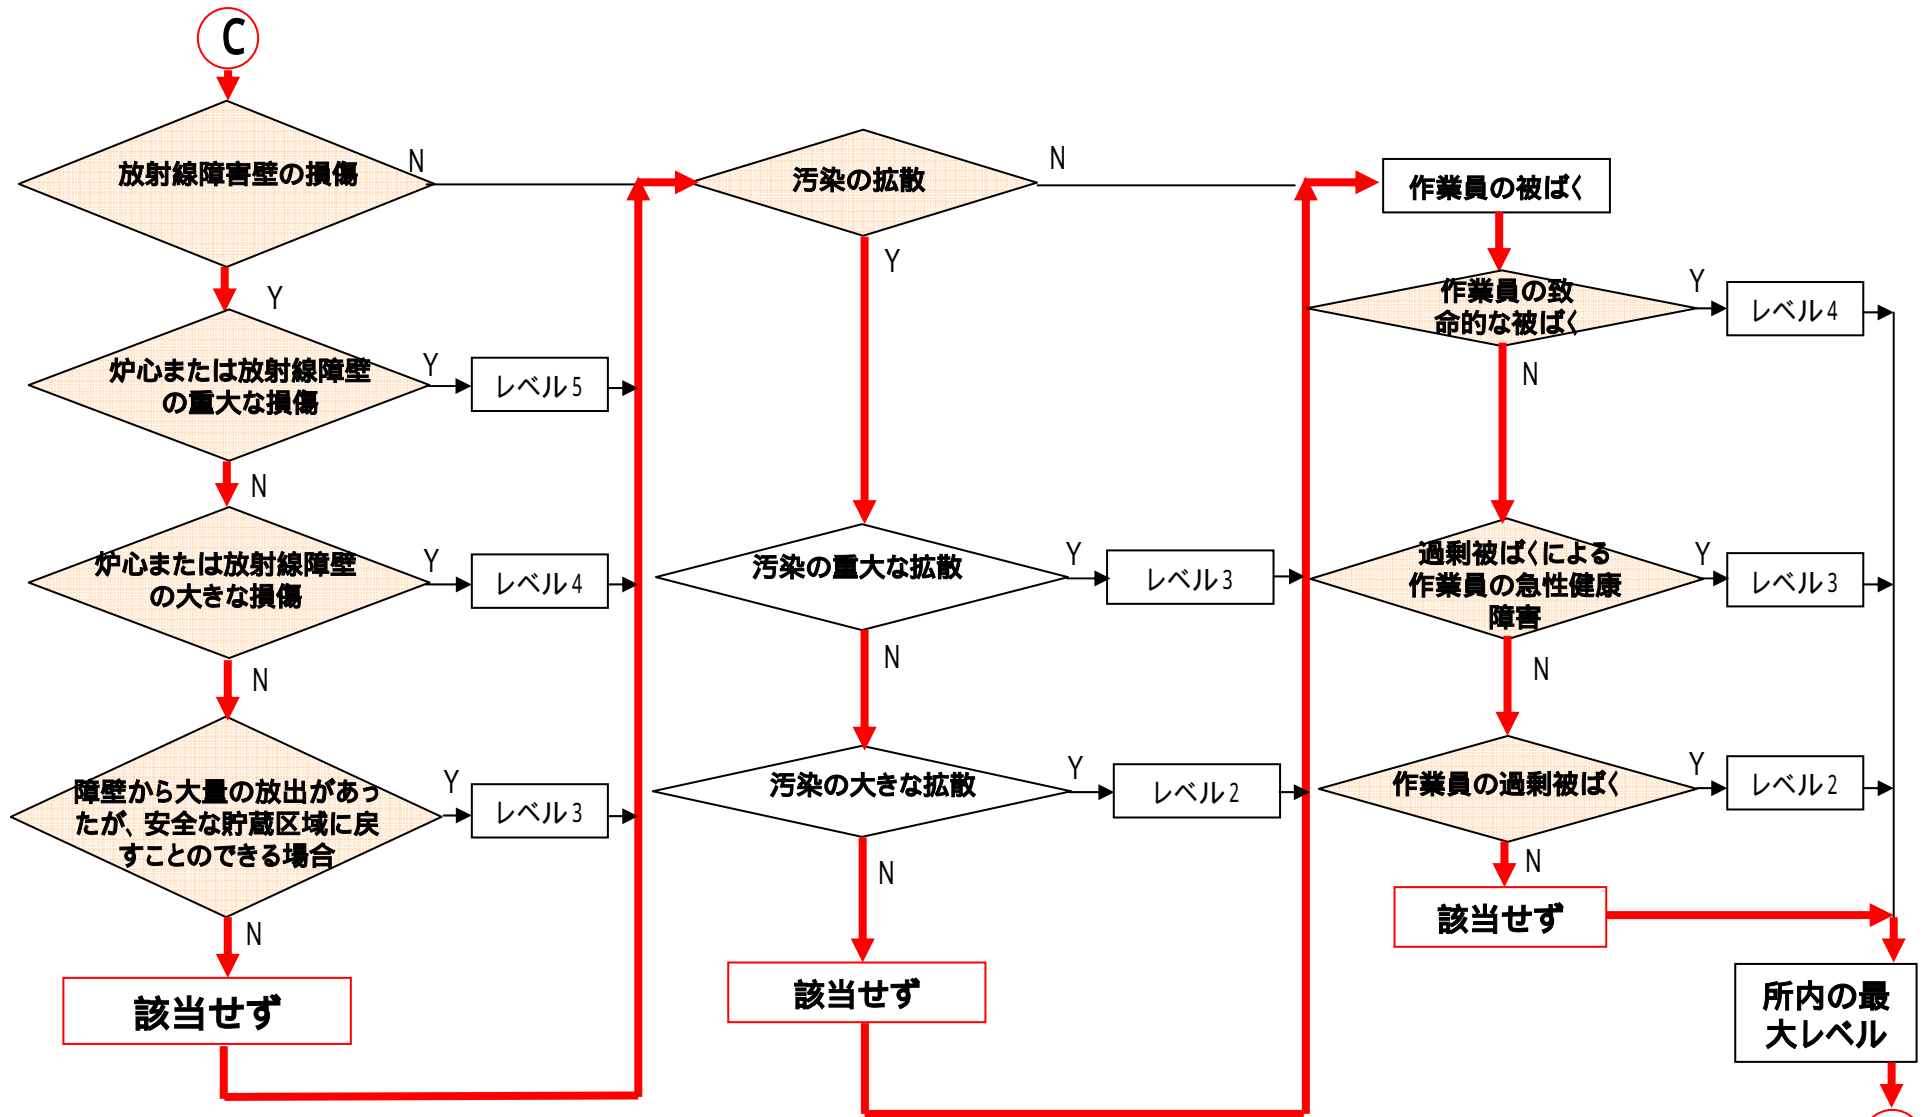 C
放射線障害壁の損傷
N
Y
炉心または放射線障壁
の重大な損傷
Y
レベル5
N
炉心または放射線障壁
の大きな損傷
Y
レベル4
N
障壁から大量の放出があっ
たが、安全な貯蔵区域に戻
すことのできる場合
Y
レベル3
N
該当せず
汚染の拡散
N
Y
汚染の重大な拡散
Y
レベル3
N
汚染の大きな拡散
Y
レベル2
N
該当せず
作業員の被ばく
作業員の致
命的な被ばく
Y
レベル4
N
過剰被ばくによる
作業員の急性健康
障害
Y
レベル3
N
作業員の過剰被ばく
Y
レベル2
N
該当せず
所内の最
大レベル